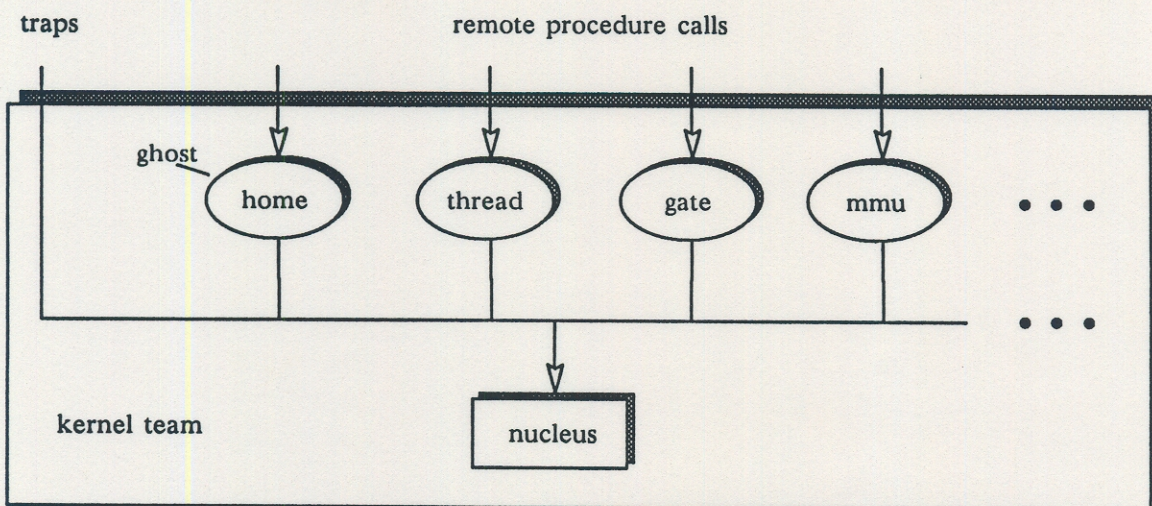 traps
remote procedure calls
ghost
home
thread
gate
mmu
kernel team
nucleus